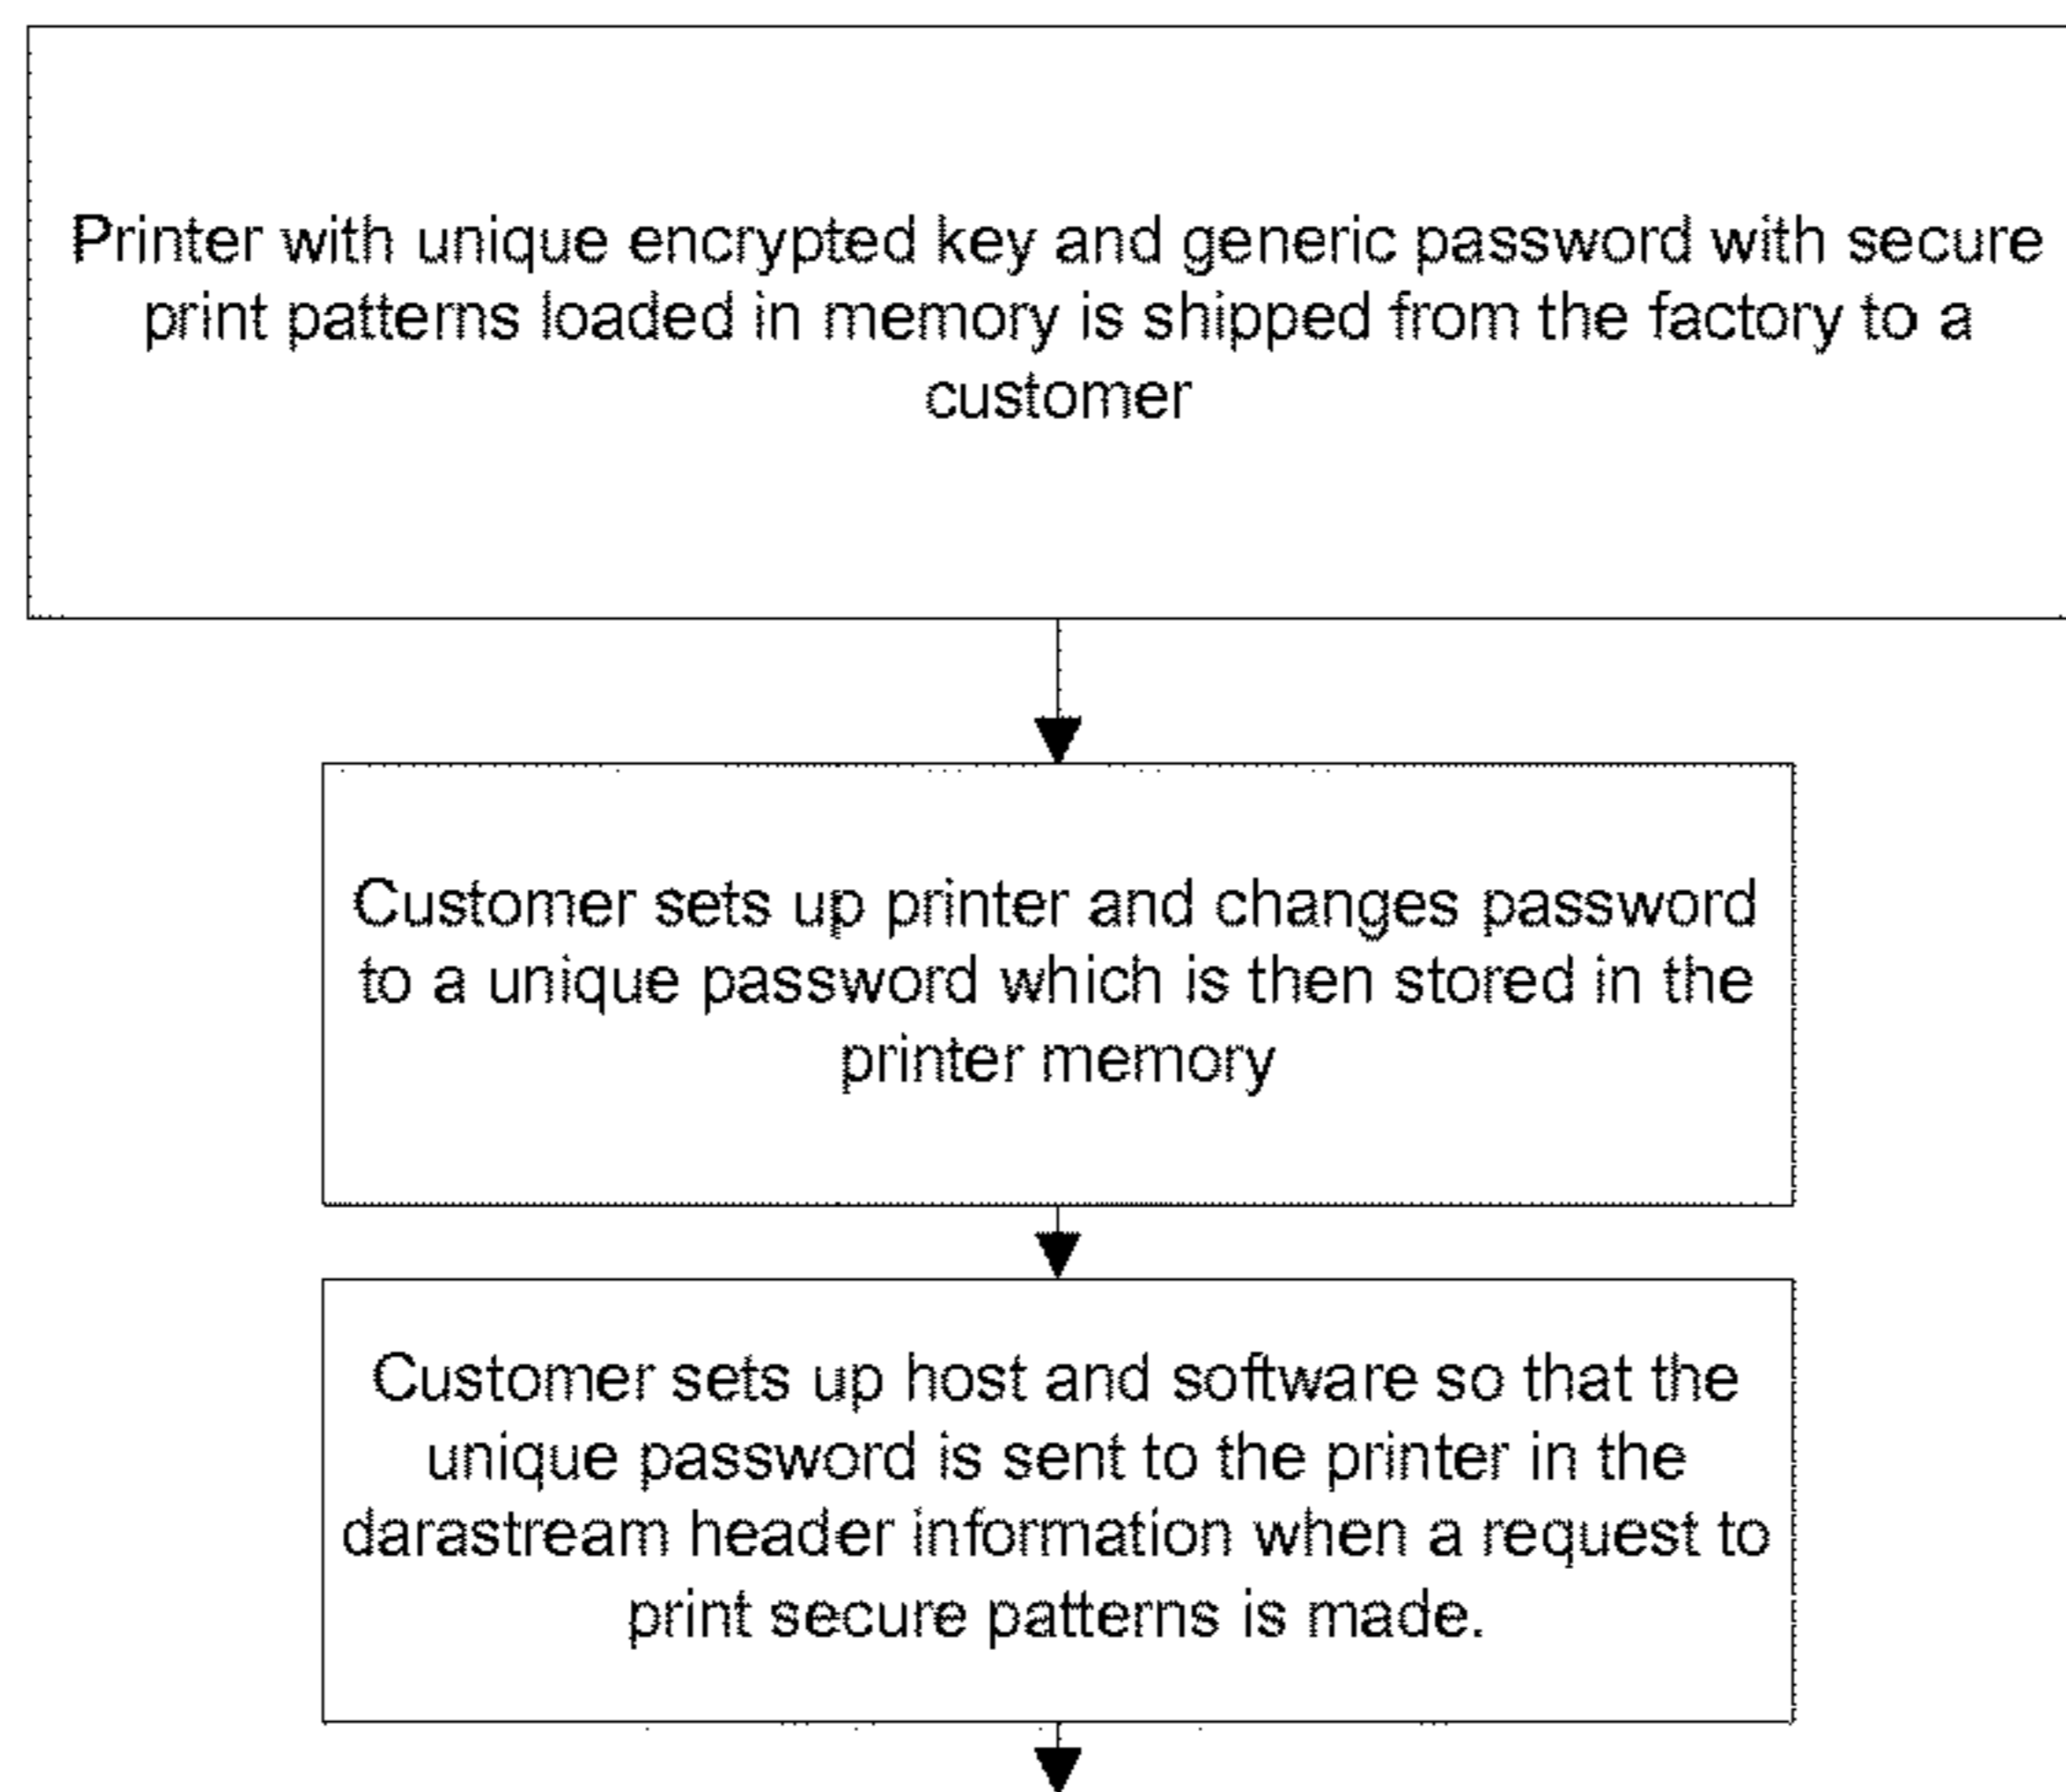 Printer with unique encrypted key and generic password with secure
print patterns loaded in memory is shipped from the factory to a
customer
Customer sets up printer and changes password
to a unique password which is then stored in the
printer memory
Customer sets up host and software so that the
unique password is sent to the printer in the
darastream header information when a request to
print secure patterns is made.